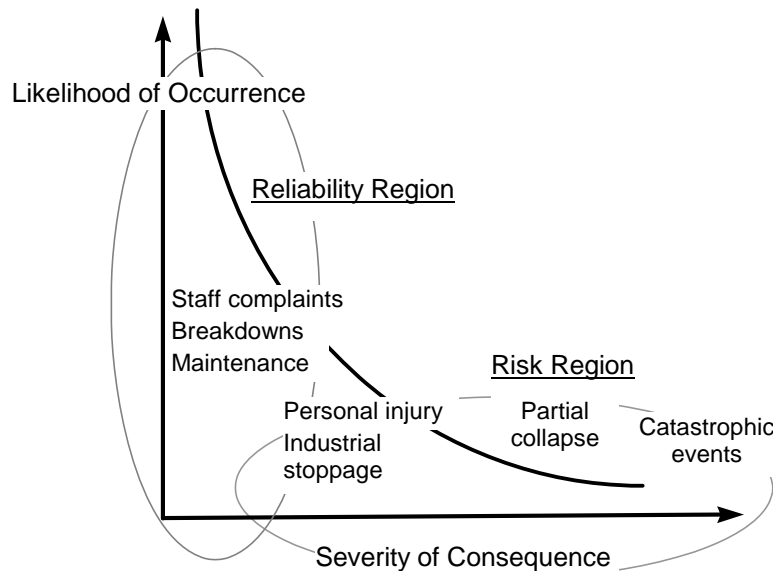 Likelihood of Occurrence
Reliability Region
Staff complaints
Breakdowns
Maintenance
Risk Region
Personal injury
Industrial
stoppage
Partial
collapse
Catastrophic
events
Severity of Consequence